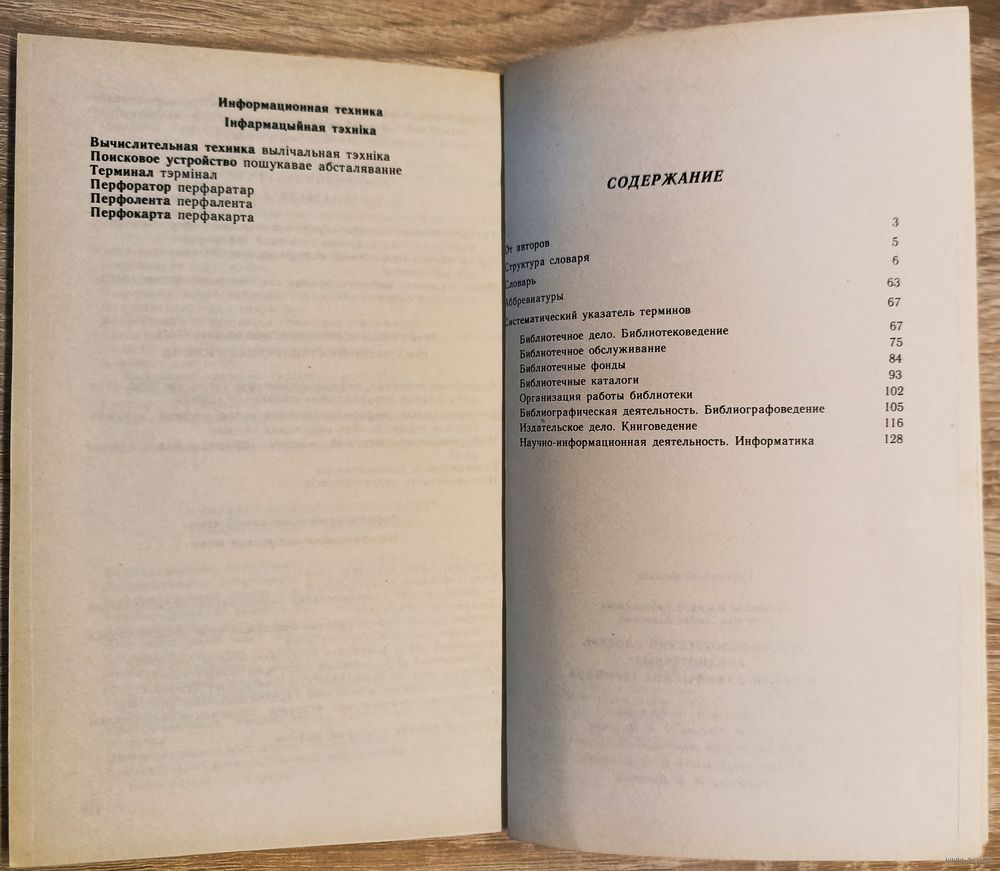 Информационная техника
Інфармацыйная тэхніка
Вычислительная техника вылічальная тэхніка
Поисковое устройство пошукавае абсталяванне
Терминал тэрмінал
Перфоратор перфаратар
Перфолента перфалента
Перфокарта перфакарта
СОДЕРЖАНИЕ
От авторов 3
Структура словаря 5
Словарь 6
Аббревиатуры 63
Систематический указатель терминов 67
Библиотечное дело. Библиотековедение 67
Библиотечное обслуживание 75
Библиотечные фонды 84
Библиотечные каталоги 93
Организация работы библиотеки 102
Библиографическая деятельность. Библиографоведение 105
Издательское дело. Книговедение 116
Научно-информационная деятельность. Информатика 128